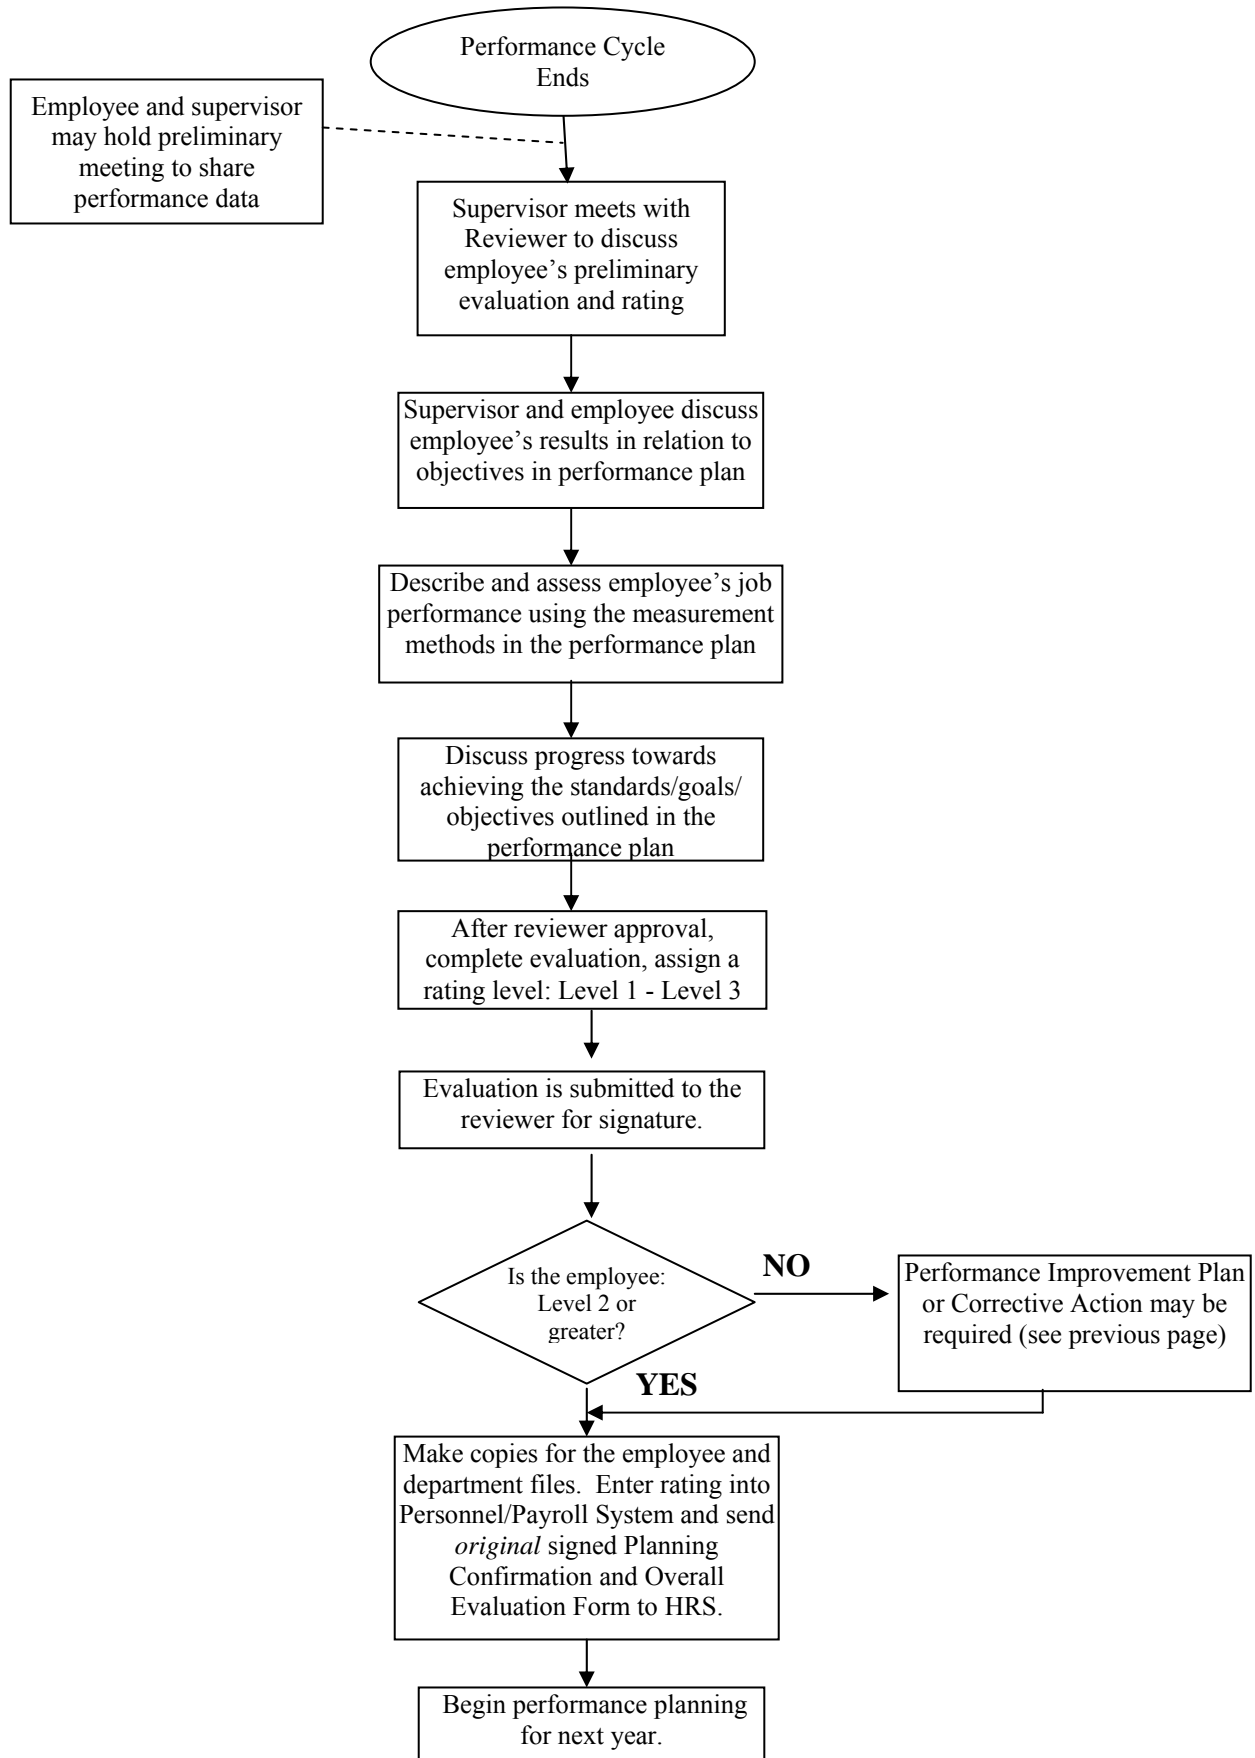 Performance Cycle
Ends
Employee and supervisor
may hold preliminary
meeting to share
performance data
Supervisor meets with
Reviewer to discuss
employee’s preliminary
evaluation and rating
Supervisor and employee discuss
employee’s results in relation to
objectives in performance plan
Describe and assess employee’s job
performance using the measurement
methods in the performance plan
Discuss progress towards
achieving the standards/goals/
objectives outlined in the
performance plan
After reviewer approval,
complete evaluation, assign a
rating level: Level 1 - Level 3
Evaluation is submitted to the
reviewer for signature.
Is the employee:
Level 2 or
greater?
NO
Performance Improvement Plan
or Corrective Action may be
required (see previous page)
YES
Make copies for the employee and
department files.  Enter rating into
Personnel/Payroll System and send
original signed Planning
Confirmation and Overall
Evaluation Form to HRS.
Begin performance planning
for next year.